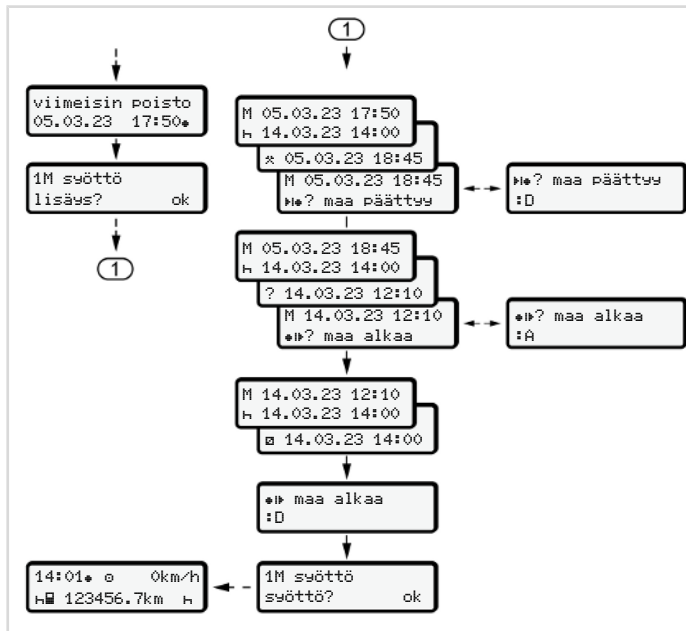 1
viimeisin poisto
05.03.23 17:50
1M syöttö
lisäys? ok
1
M 05.03.23 17:50
14.03.23 14:00
05.03.23 18:45
M 05.03.23 18:45
? maa päättyy
? maa päättyy
:D
M 05.03.23 18:45
14.03.23 14:00
? 14.03.23 12:10
M 14.03.23 12:10
? maa alkaa
? maa alkaa
:A
M 14.03.23 12:10
14.03.23 14:00
14.03.23 14:00
maa alkaa
:D
1M syöttö
syöttö? ok
14:01 0km/h
123456.7km